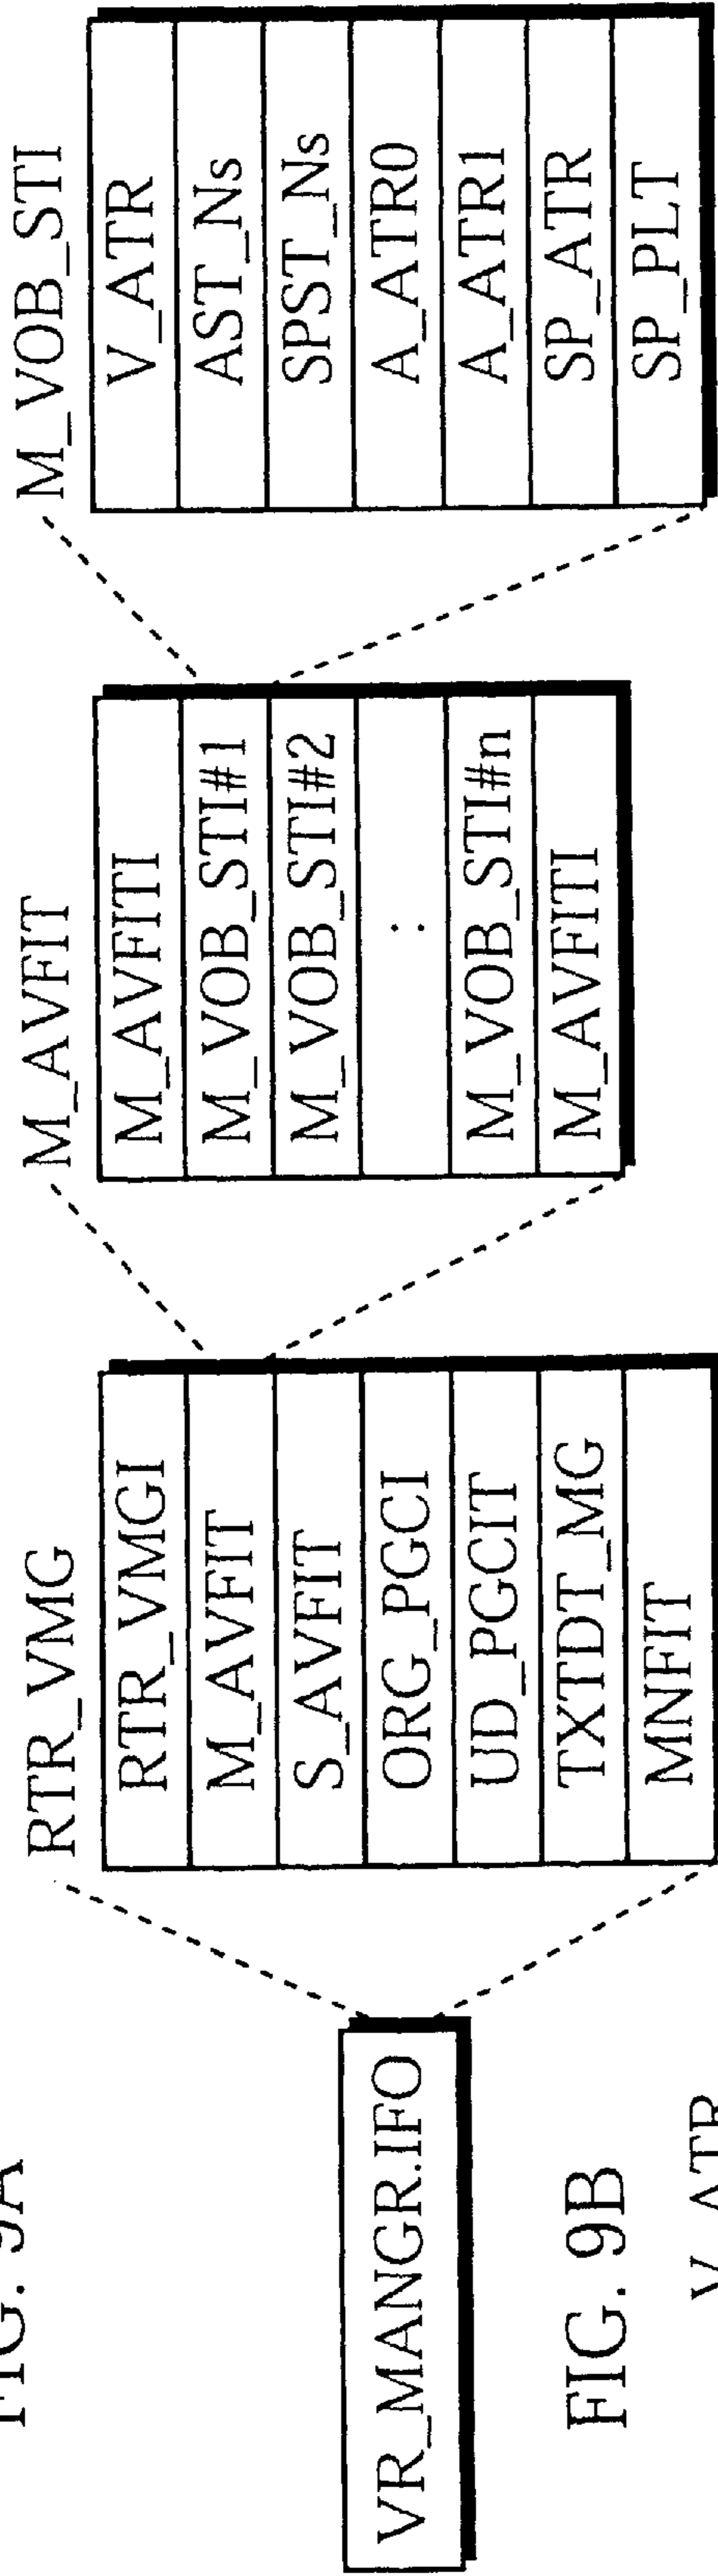 FIG. 9A
VR_MANGR.IFO
RTR_VMG
RTR_VMGI
M_AVFIT
S_AVFIT
ORG_PGCI
UD_PGCIT
TXTDT_MG
MNFIT
M_AVFIT
M_AVFITI
M_VOB_STI#1
M_VOB_STI#2
:
M_VOB_STI#n
M_AVFITI
M_VOB_STI
V_ATR
AST_Ns
SPST_Ns
A_ATR0
A_ATR1
SP_ATR
SP_PLT
FIG. 9B
V_ATR